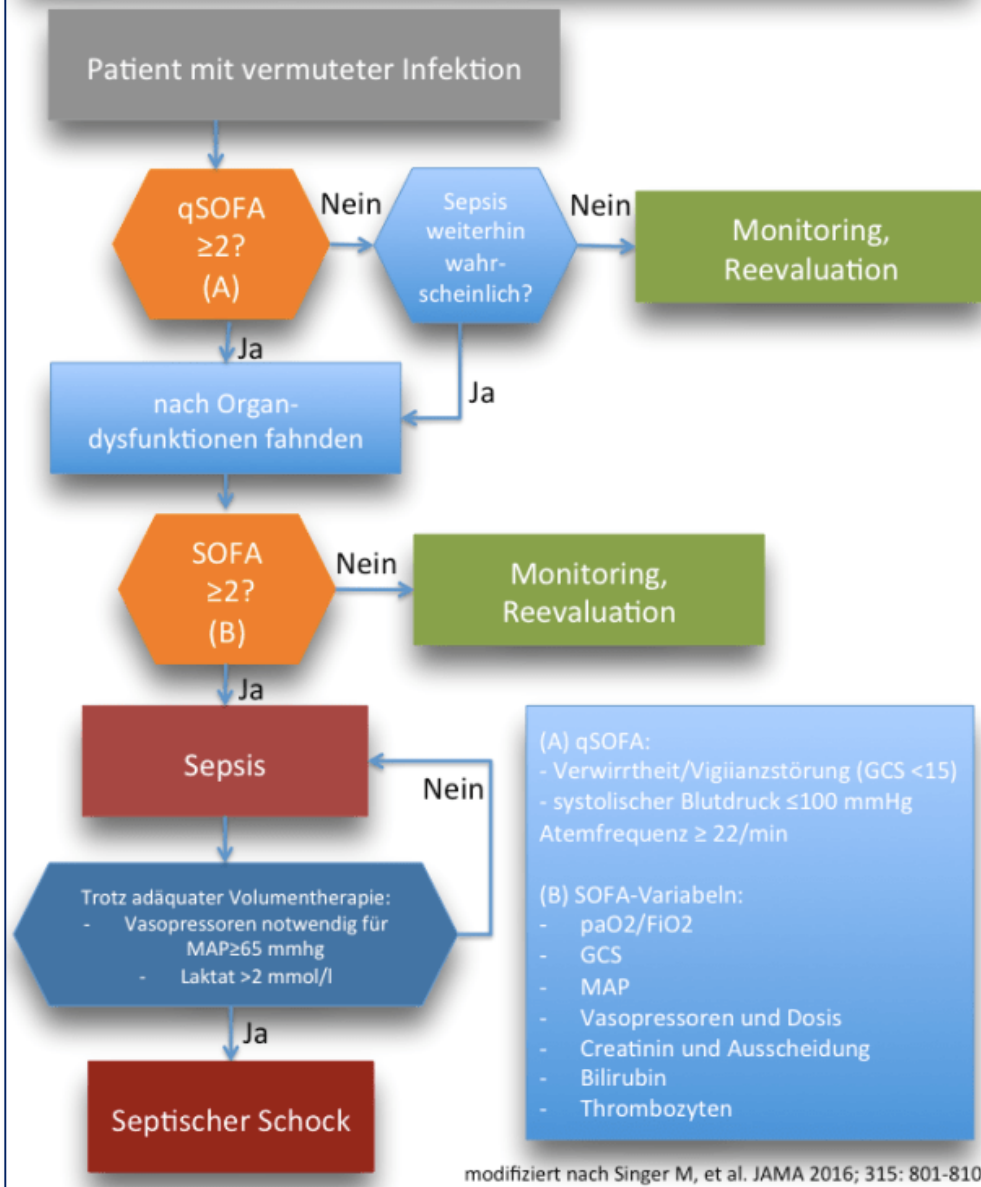 Patient mit vermuteter Infektion
qSOFA
≥2?
(A)
Nein
Sepsis
weiterhin
wahr-
scheinlich?
Nein
Monitoring,
Reevaluation
Ja
Ja
nach Organ-
dysfunktionen fahnden
SOFA
≥2?
(B)
Nein
Monitoring,
Reevaluation
Ja
Sepsis
Nein
Trotz adäquater Volumentherapie:
- Vasopressoren notwendig für
MAP≥65 mmhg
- Laktat >2 mmol/l
Ja
Septischer Schock
(A) qSOFA:
- Verwirrtheit/Vigiianzstörung (GCS <15)
- systolischer Blutdruck ≤100 mmHg
Atemfrequenz ≥ 22/min
(B) SOFA-Variabeln:
- paO2/FiO2
- GCS
- MAP
- Vasopressoren und Dosis
- Creatinin und Ausscheidung
- Bilirubin
- Thrombozyten
modifiziert nach Singer M, et al. JAMA 2016; 315: 801-810